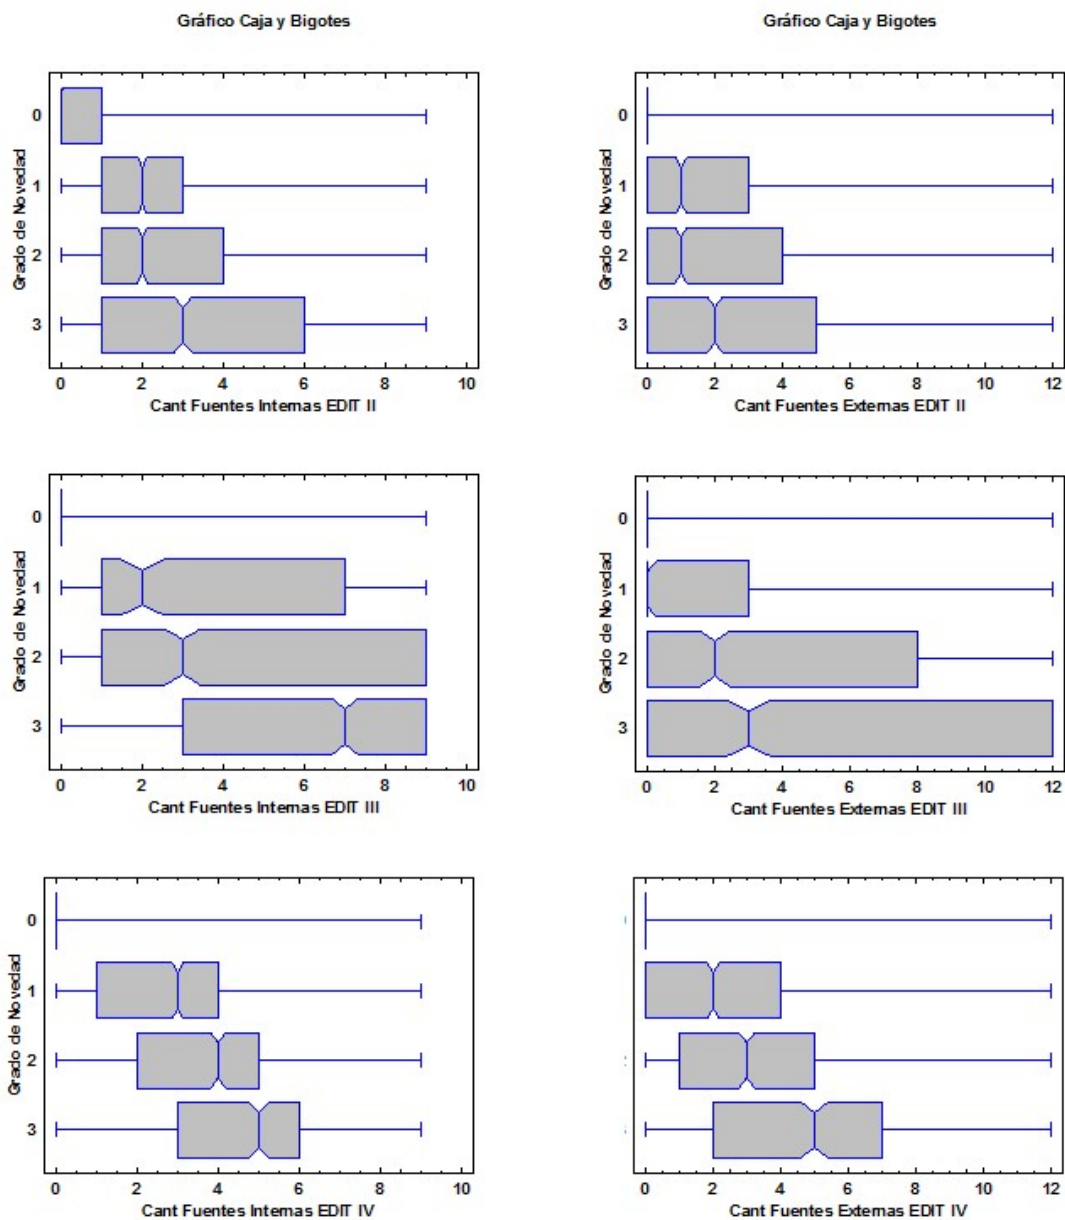 Gráfico Caja y Bigotes
Grado de Novedad
0
1
2
3
0 2 4 6 8 10
Cant Fuentes Internas EDIT II
Gráfico Caja y Bigotes
Grado de Novedad
0
1
2
3
0 2 4 6 8 10 12
Cant Fuentes Externas EDIT II
Grado de Novedad
0
1
2
3
0 2 4 6 8 10
Cant Fuentes Internas EDIT III
Grado de Novedad
0
1
2
3
0 2 4 6 8 10 12
Cant Fuentes Externas EDIT III
Grado de Novedad
0
1
2
3
0 2 4 6 8 10
Cant Fuentes Internas EDIT IV
0 2 4 6 8 10 12
Cant Fuentes Externas EDIT IV